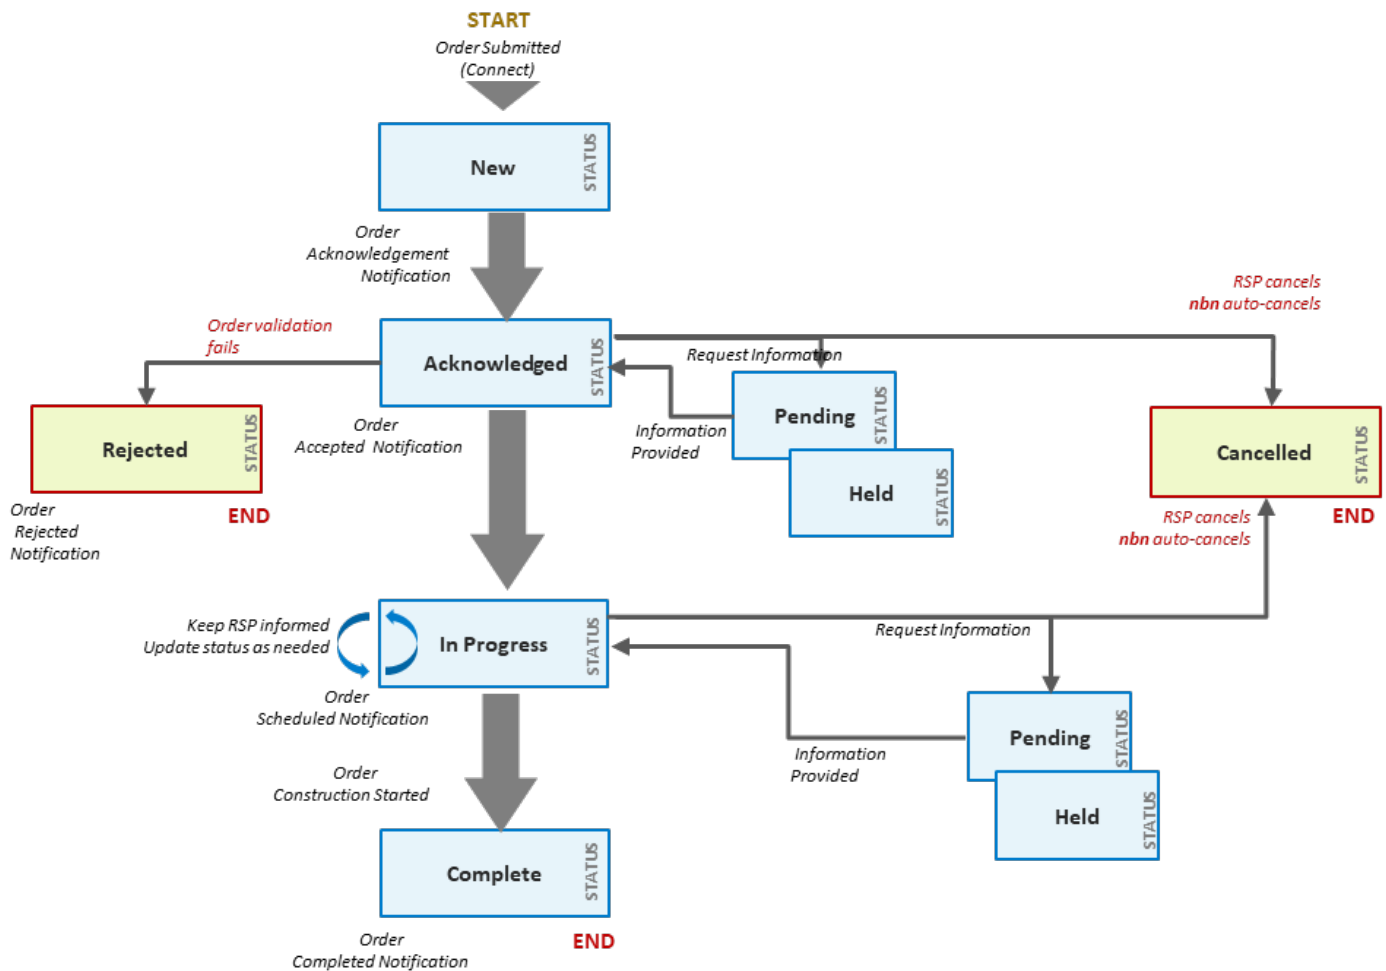 START
Order Submitted
(Connect)
New
STATUS
Order
Acknowledgement
Notification
RSP cancels
nbn auto-cancels
Order validation
fails
Acknowledged
STATUS
Request Information
Rejected
STATUS
END
Order
Rejected
Notification
Order
Accepted Notification
Information
Provided
Pending
STATUS
Held
STATUS
Cancelled
STATUS
END
RSP cancels
nbn auto-cancels
Keep RSP informed
Update status as needed
In Progress
STATUS
Request Information
Order
Scheduled Notification
Pending
STATUS
Information
Provided
Held
STATUS
Order
Construction Started
Complete
STATUS
END
Order
Completed Notification